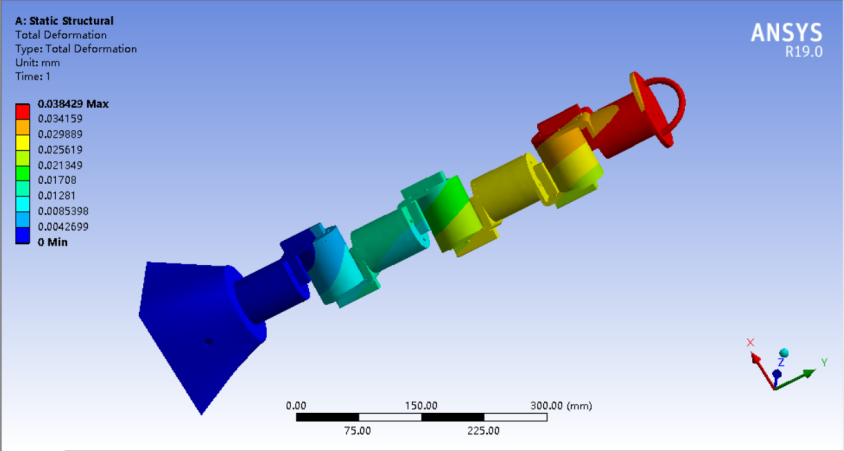 A: Static Structural
Total Deformation
Type: Total Deformation
Unit: mm
Time: 1
ANSYS
R19.0
0.038429 Max
0.034159
0.029889
0.025619
0.021349
0.01708
0.01281
0.0085398
0.0042699
0 Min
0.00 150.00 300.00 (mm)
75.00 225.00
X
Z
Y